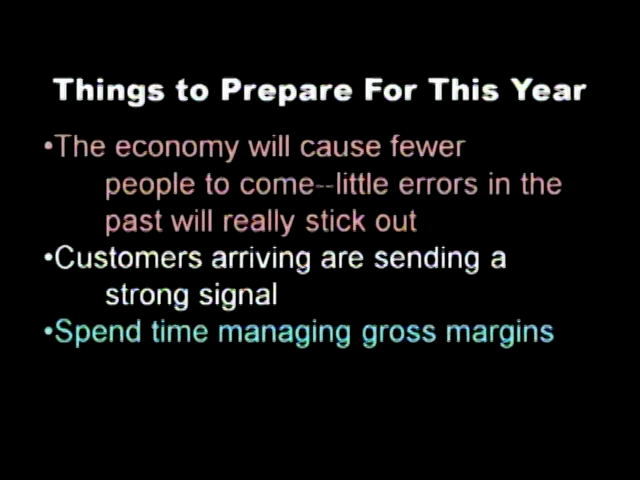 Things to Prepare For This Year
•The economy will cause fewer
people to come--little errors in the
past will really stick out
•Customers arriving are sending a
strong signal
•Spend time managing gross margins